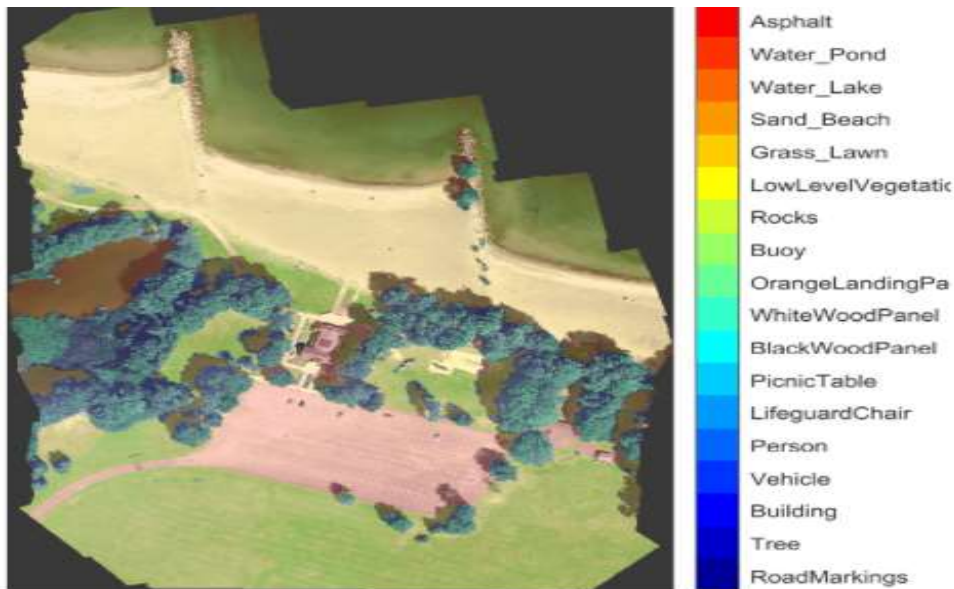 Asphalt
Water_Pond
Water_Lake
Sand_Beach
Grass_Lawn
LowLevelVegetatic
Rocks
Buoy
OrangeLandingPa
WhiteWoodPanel
BlackWoodPanel
PicnicTable
LifeguardChair
Person
Vehicle
Building
Tree
RoadMarkings